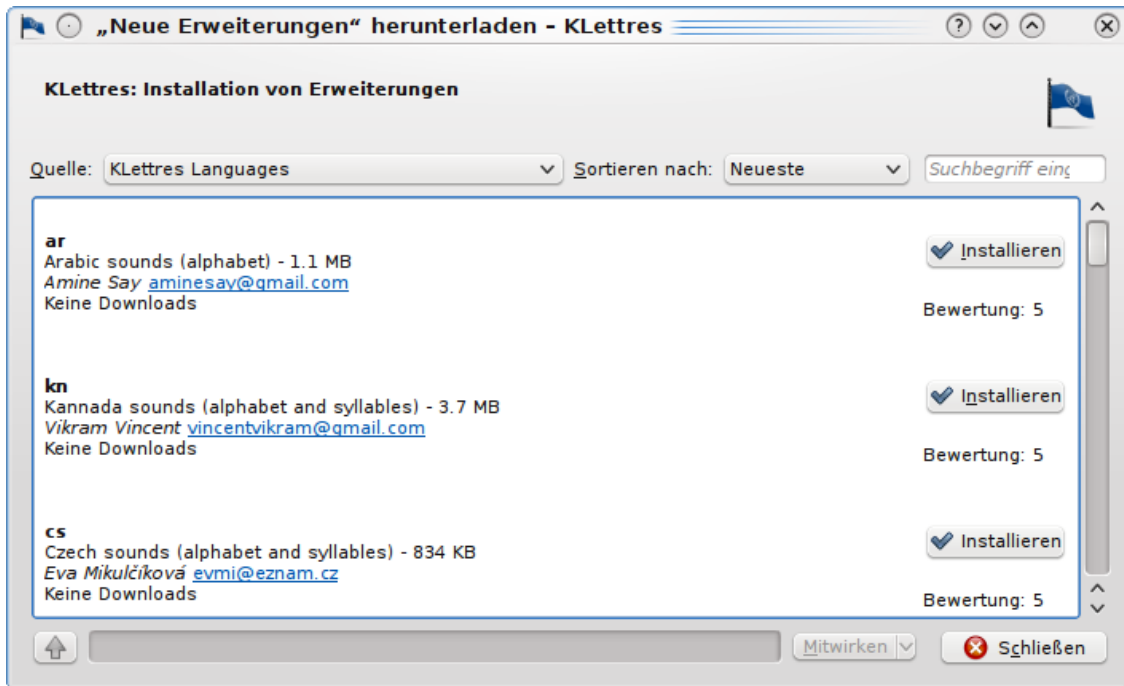 „Neue Erweiterungen“ herunterladen – KLettres
KLettres: Installation von Erweiterungen
Quelle: KLettres Languages Sortieren nach: Neueste Suchbegriff eing
ar
Arabic sounds (alphabet) - 1.1 MB
Amine Say aminesay@gmail.com
Keine Downloads
Installieren
Bewertung: 5
kn
Kannada sounds (alphabet and syllables) - 3.7 MB
Vikram Vincent vincentvikram@gmail.com
Keine Downloads
Installieren
Bewertung: 5
cs
Czech sounds (alphabet and syllables) - 834 KB
Eva Mikulčíková evmi@eznam.cz
Keine Downloads
Installieren
Bewertung: 5
Mitwirken Schließen